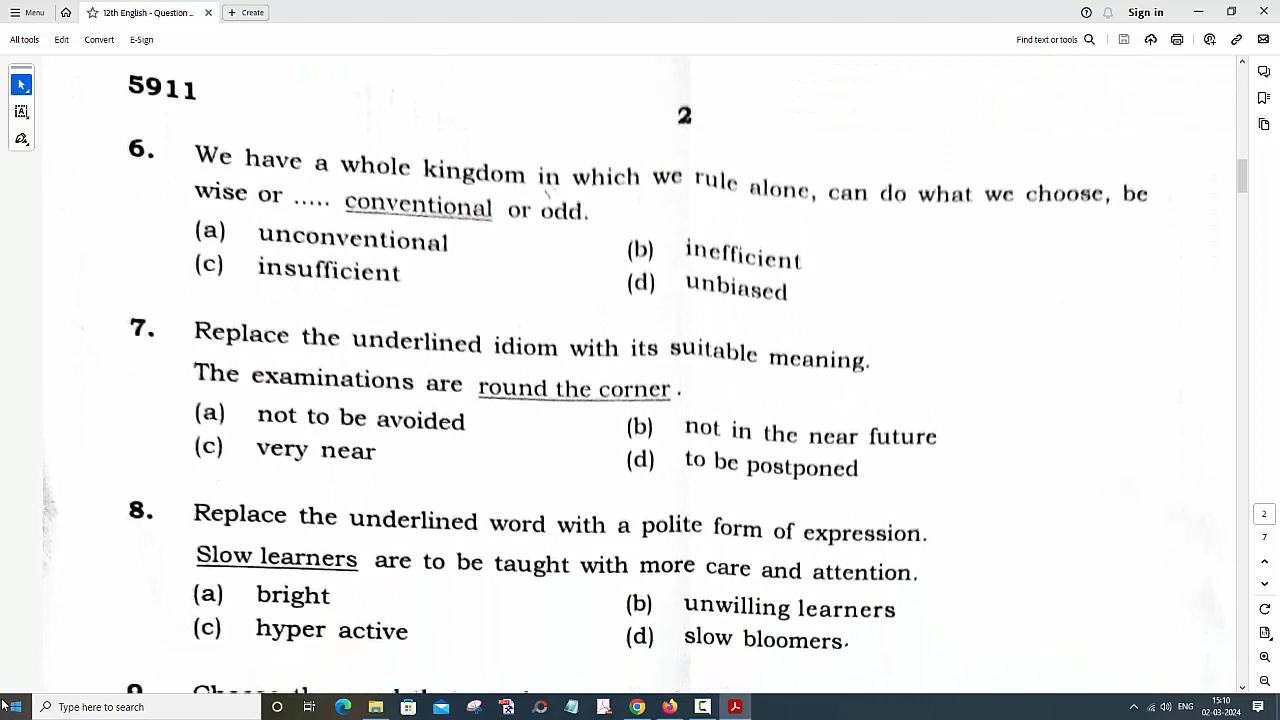 Menu
12th English - Question ...
Create
Sign in
All tools Edit Convert E-Sign
Find text or tools
5911
2
6. We have a whole kingdom in which we rule alone, can do what we choose, be
wise or ..... conventional or odd.
(a) unconventional (b) inefficient
(c) insufficient (d) unbiased
7. Replace the underlined idiom with its suitable meaning.
The examinations are round the corner .
(a) not to be avoided (b) not in the near future
(c) very near (d) to be postponed
8. Replace the underlined word with a polite form of expression.
Slow learners are to be taught with more care and attention.
(a) bright (b) unwilling learners
(c) hyper active (d) slow bloomers.
2
7
Type here to search
ENG
15:10
02-03-2024